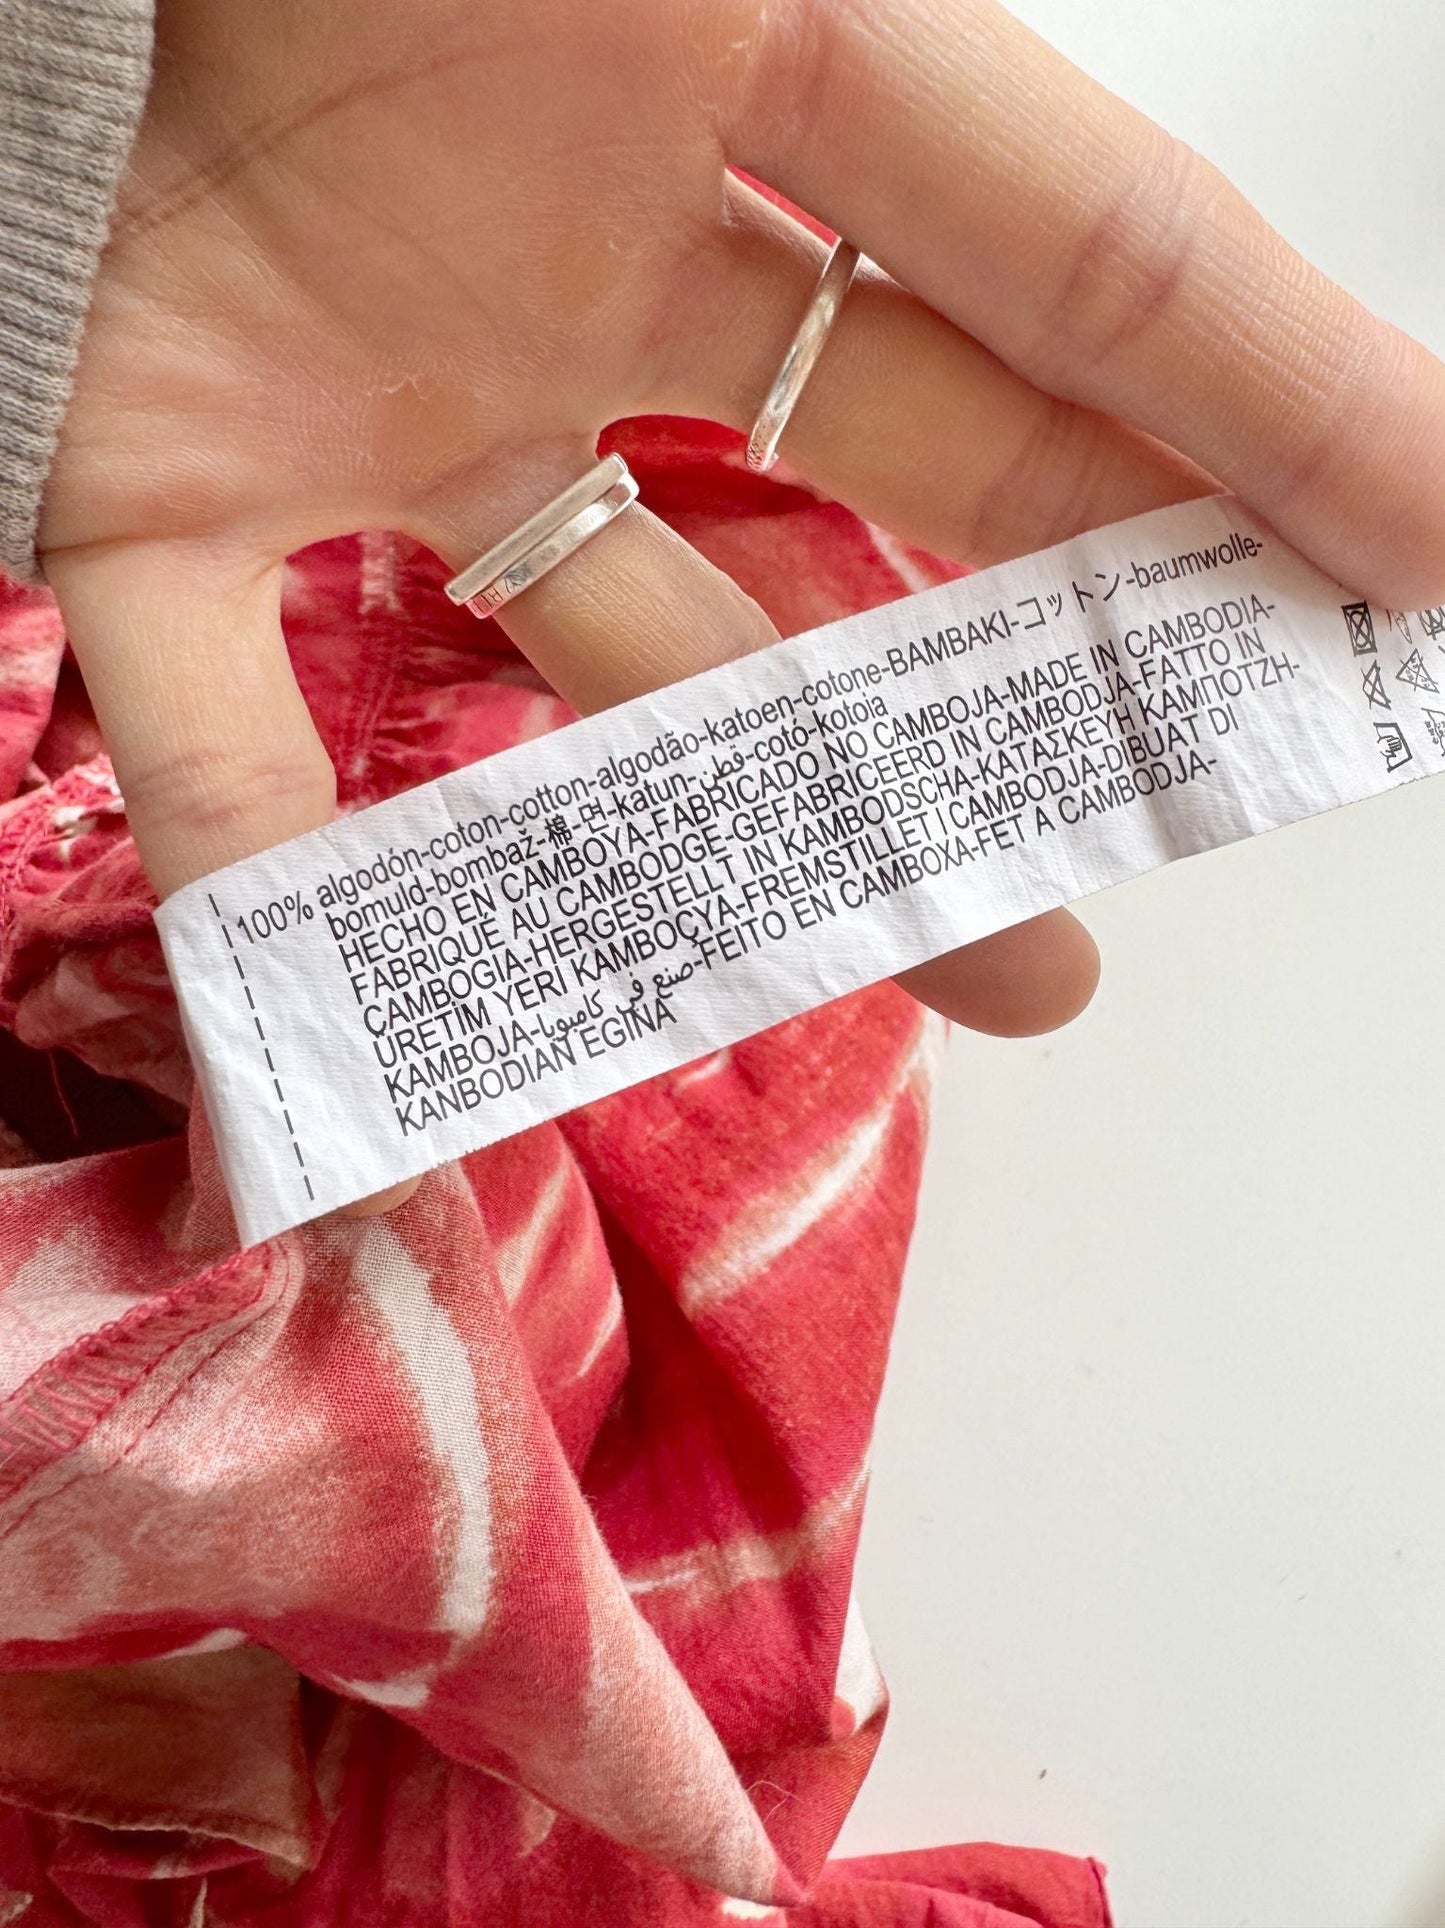 100% algodón-coton-cotton-algodão-katoen-cotone-BAMBAKI-コットン-baumwolle-
bomuld-bombaž-棉-면-katun-قطن-cotó-kotoia
HECHO EN CAMBOYA-FABRICADO NO CAMBOJA-MADE IN CAMBODIA-
FABRIQUÉ AU CAMBODGE-GEFABRICEERD IN CAMBODJA-FATTO IN
CAMBOGIA-HERGESTELLT IN KAMBODSCHA-ΚΑΤΑΣΚΕΥΗ ΚΑΜΠΟΤΖΗ-
ÜRETİM YERİ KAMBOÇYA-FREMSTILLET I CAMBODJA-DIBUAT DI
KAMBOJA-صنع في كامبوديا-FEITO EN CAMBOXA-FET A CAMBODJA-
KANBODIAN EGINA